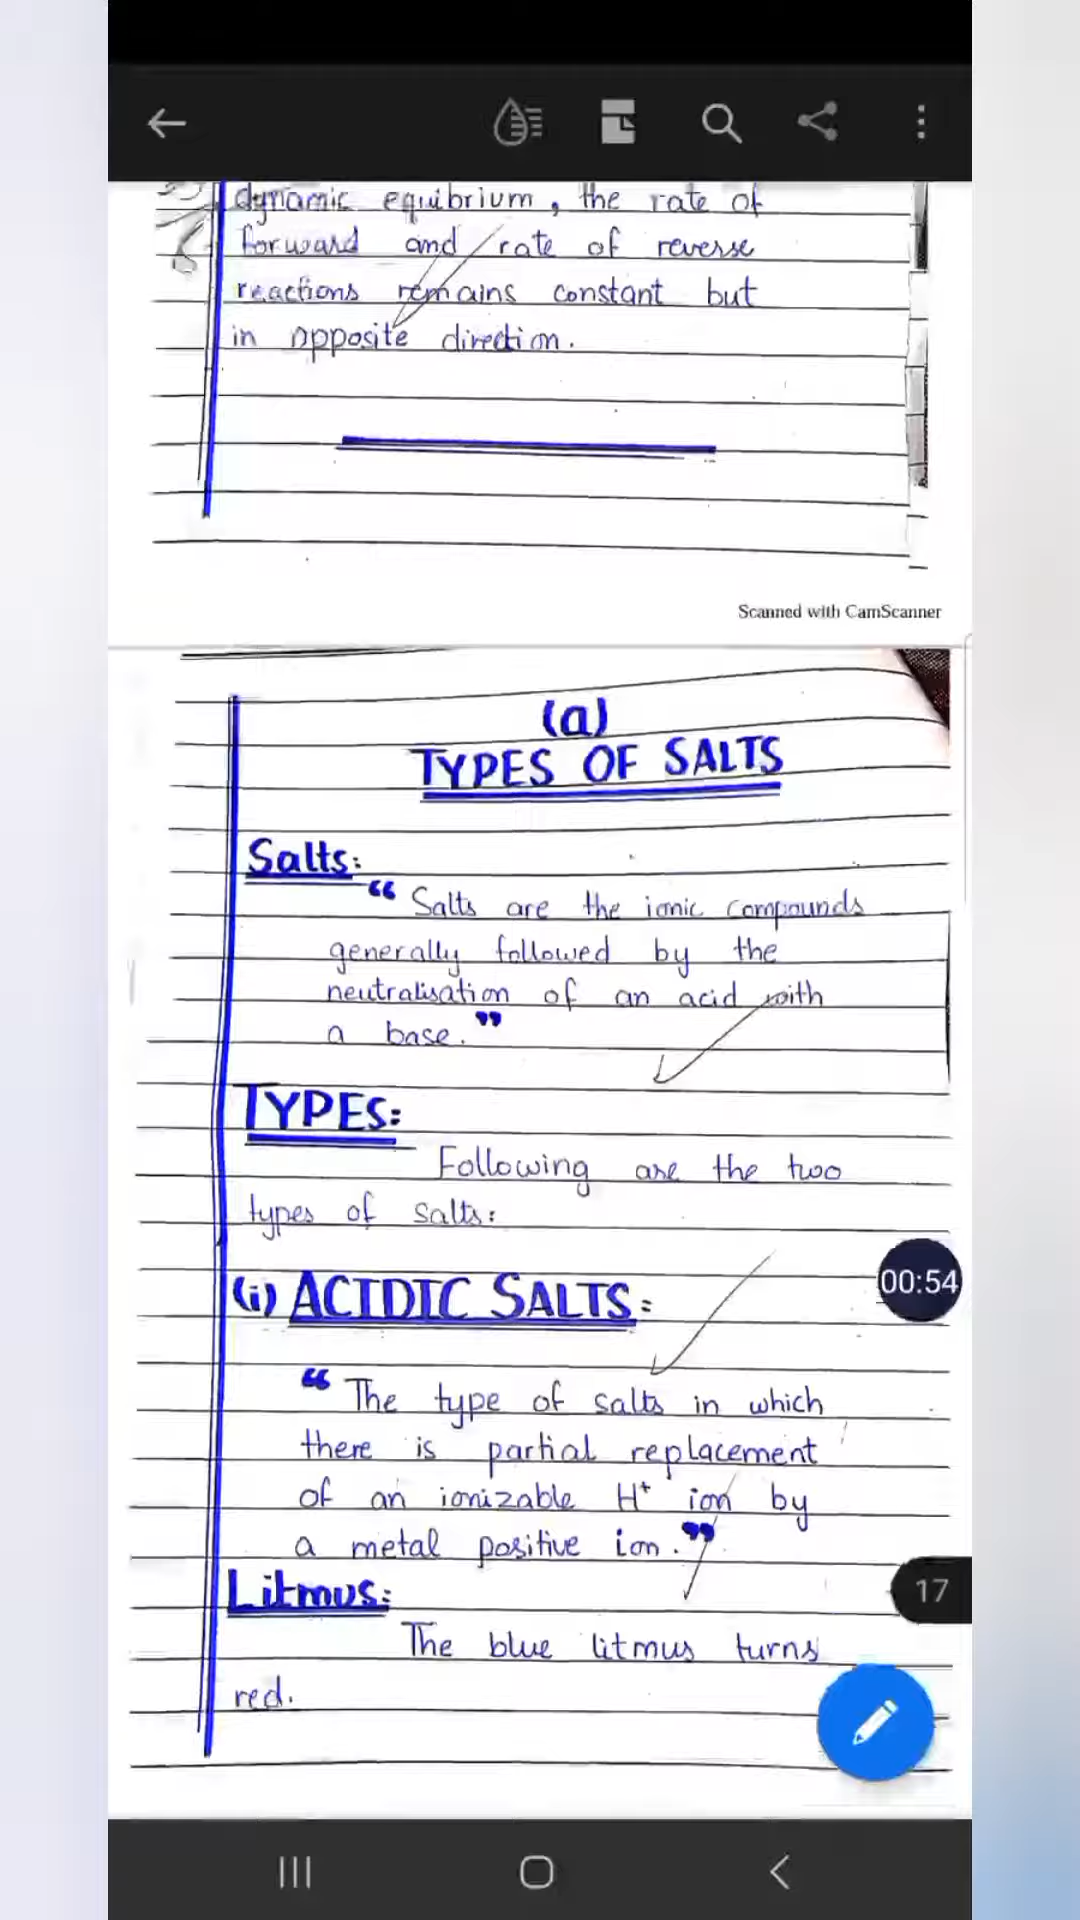 dynamic equibrium, the rate of
forward and rate of reverse
reactions remains constant but
in opposite direction.
Scanned with CamScanner
(a)
TYPES OF SALTS
Salts:
“ Salts are the ionic compounds
generally followed by the
neutralisation of an acid with
a base.”
TYPES:
Following are the two
types of salts:
(i) ACIDIC SALTS:
00:54
“ The type of salts in which
there is partial replacement
of an ionizable H⁺ ion by
a metal positive ion.”
17
Litmus:
The blue litmus turns
red.